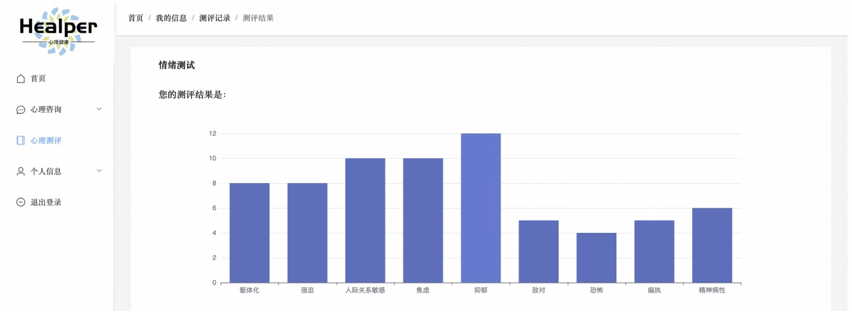 Healper
心理健康
首页
心理咨询
心理测评
个人信息
退出登录
首页 / 我的信息 / 测评记录 / 测评结果
情绪测试
您的测评结果是：
12
10
8
6
4
2
0
躯体化 强迫 人际关系敏感 焦虑 抑郁 敌对 恐怖 偏执 精神病性